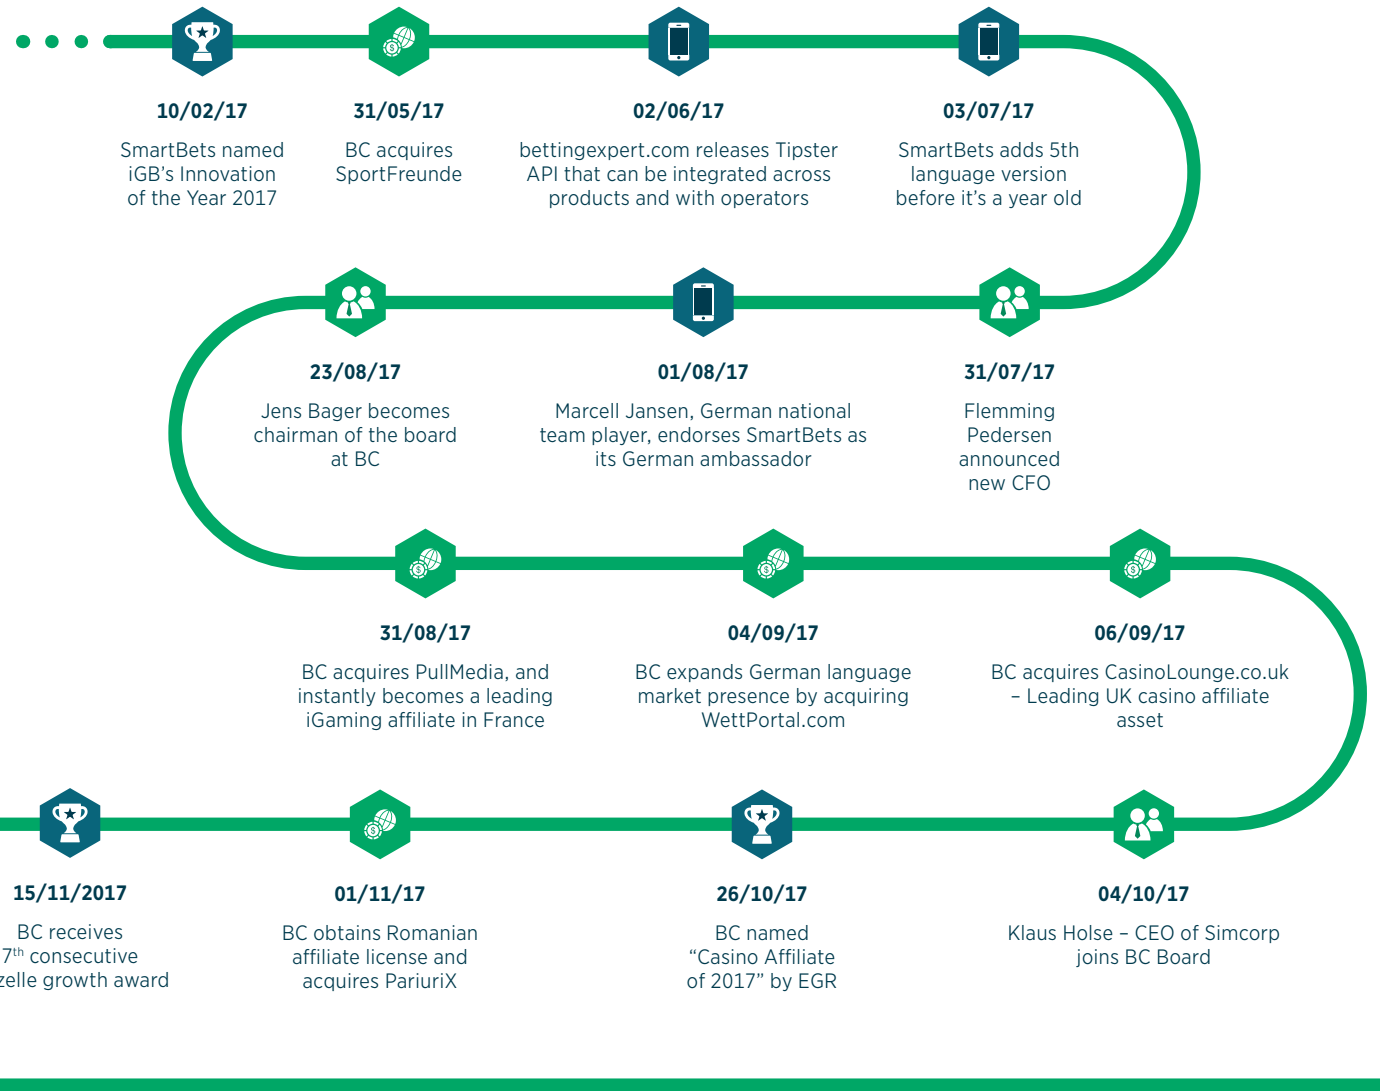 10/02/17
SmartBets named
iGB’s Innovation
of the Year 2017
31/05/17
BC acquires
SportFreunde
02/06/17
bettingexpert.com releases Tipster
API that can be integrated across
products and with operators
03/07/17
SmartBets adds 5th
language version
before it’s a year old
23/08/17
Jens Bager becomes
chairman of the board
at BC
01/08/17
Marcell Jansen, German national
team player, endorses SmartBets as
its German ambassador
31/07/17
Flemming
Pedersen
announced
new CFO
31/08/17
BC acquires PullMedia, and
instantly becomes a leading
iGaming affiliate in France
04/09/17
BC expands German language
market presence by acquiring
WettPortal.com
06/09/17
BC acquires CasinoLounge.co.uk
– Leading UK casino affiliate
asset
15/11/2017
BC receives
7th consecutive
growth award
01/11/17
BC obtains Romanian
affiliate license and
acquires PariuriX
26/10/17
BC named
“Casino Affiliate
of 2017” by EGR
04/10/17
Klaus Holse – CEO of Simcorp
joins BC Board